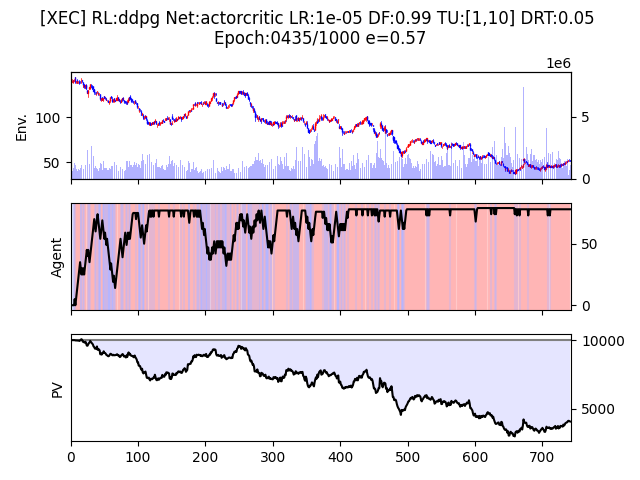 [XEC] RL:ddpg Net:actorcritic LR:1e-05 DF:0.99 TU:[1,10] DRT:0.05
Epoch:0435/1000 e=0.57
1e6
Env.
100
50
5
0
Agent
50
0
PV
10000
5000
0 100 200 300 400 500 600 700